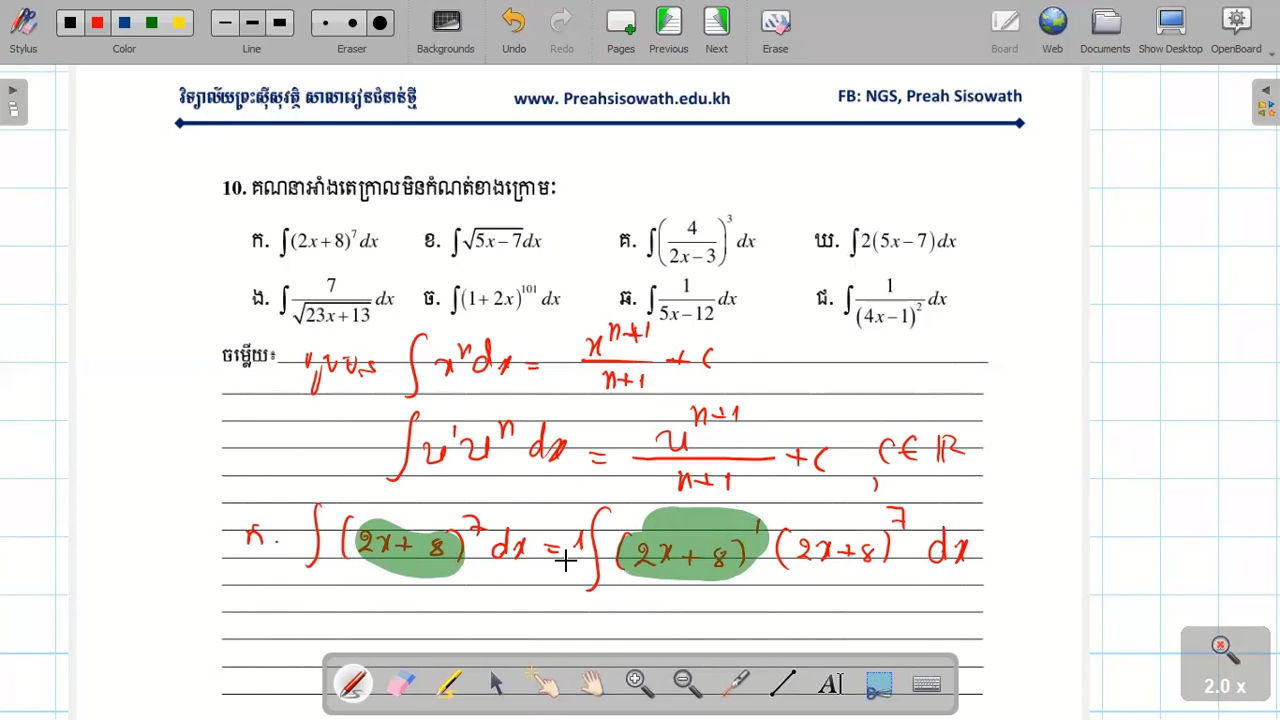 Stylus Color Line Eraser Backgrounds Undo Redo Pages Previous Next Erase Board Web Documents Show Desktop OpenBoard
វិទ្យាល័យព្រះស៊ីសុវត្ថិ សាលារៀនជំនាន់ថ្មី www. Preahsisowath.edu.kh FB: NGS, Preah Sisowath
10. គណនាអាំងតេក្រាលមិនកំណត់ខាងក្រោម៖
ក. ∫(2x+8)^7 dx ខ. ∫√(5x−7)dx គ. ∫(4/(2x−3))^3 dx ឃ. ∫2(5x−7)dx
ង. ∫7/√(23x+13) dx ច. ∫(1+2x)^101 dx ឆ. ∫1/(5x−12) dx ជ. ∫1/(4x−1)^2 dx
ចម្លើយ៖ ∫x^n dx = x^(n+1)/(n+1) + c
∫u'u^n dx = u^(n+1)/(n+1) + c , c ∈ ℝ
ក. ∫(2x+8)^7 dx = 1∫(2x+8)' (2x+8)^7 dx
2.0 x